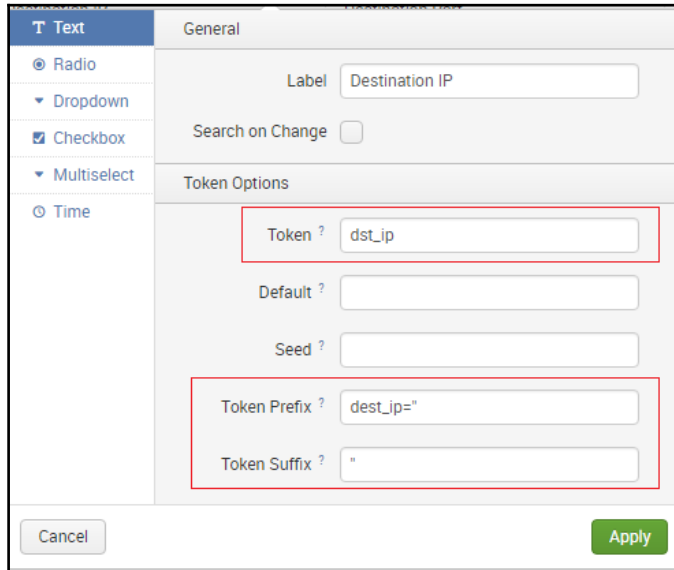 T Text
Radio
Dropdown
Checkbox
Multiselect
Time
General
Label Destination IP
Search on Change
Token Options
Token ? dst_ip
Default ?
Seed ?
Token Prefix ? dest_ip="
Token Suffix ? "
Cancel Apply